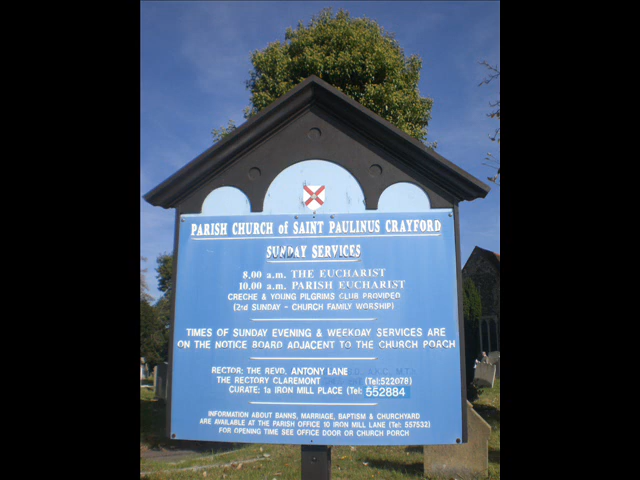 PARISH CHURCH of SAINT PAULINUS CRAYFORD
SUNDAY SERVICES
8.00 a.m. THE EUCHARIST
10.00 a.m. PARISH EUCHARIST
CRECHE & YOUNG PILGRIMS CLUB PROVIDED
(2rd SUNDAY - CHURCH FAMILY WORSHIP)
TIMES OF SUNDAY EVENING & WEEKDAY SERVICES ARE
ON THE NOTICE BOARD ADJACENT TO THE CHURCH PORCH
RECTOR: THE REVD. ANTONY LANE
THE RECTORY CLAREMONT (Tel:522078)
CURATE: 1a IRON MILL PLACE (Tel: 552884
INFORMATION ABOUT BANNS, MARRIAGE, BAPTISM & CHURCHYARD
ARE AVAILABLE AT THE PARISH OFFICE 10 IRON MILL LANE (Tel: 557532)
FOR OPENING TIME SEE OFFICE DOOR OR CHURCH PORCH